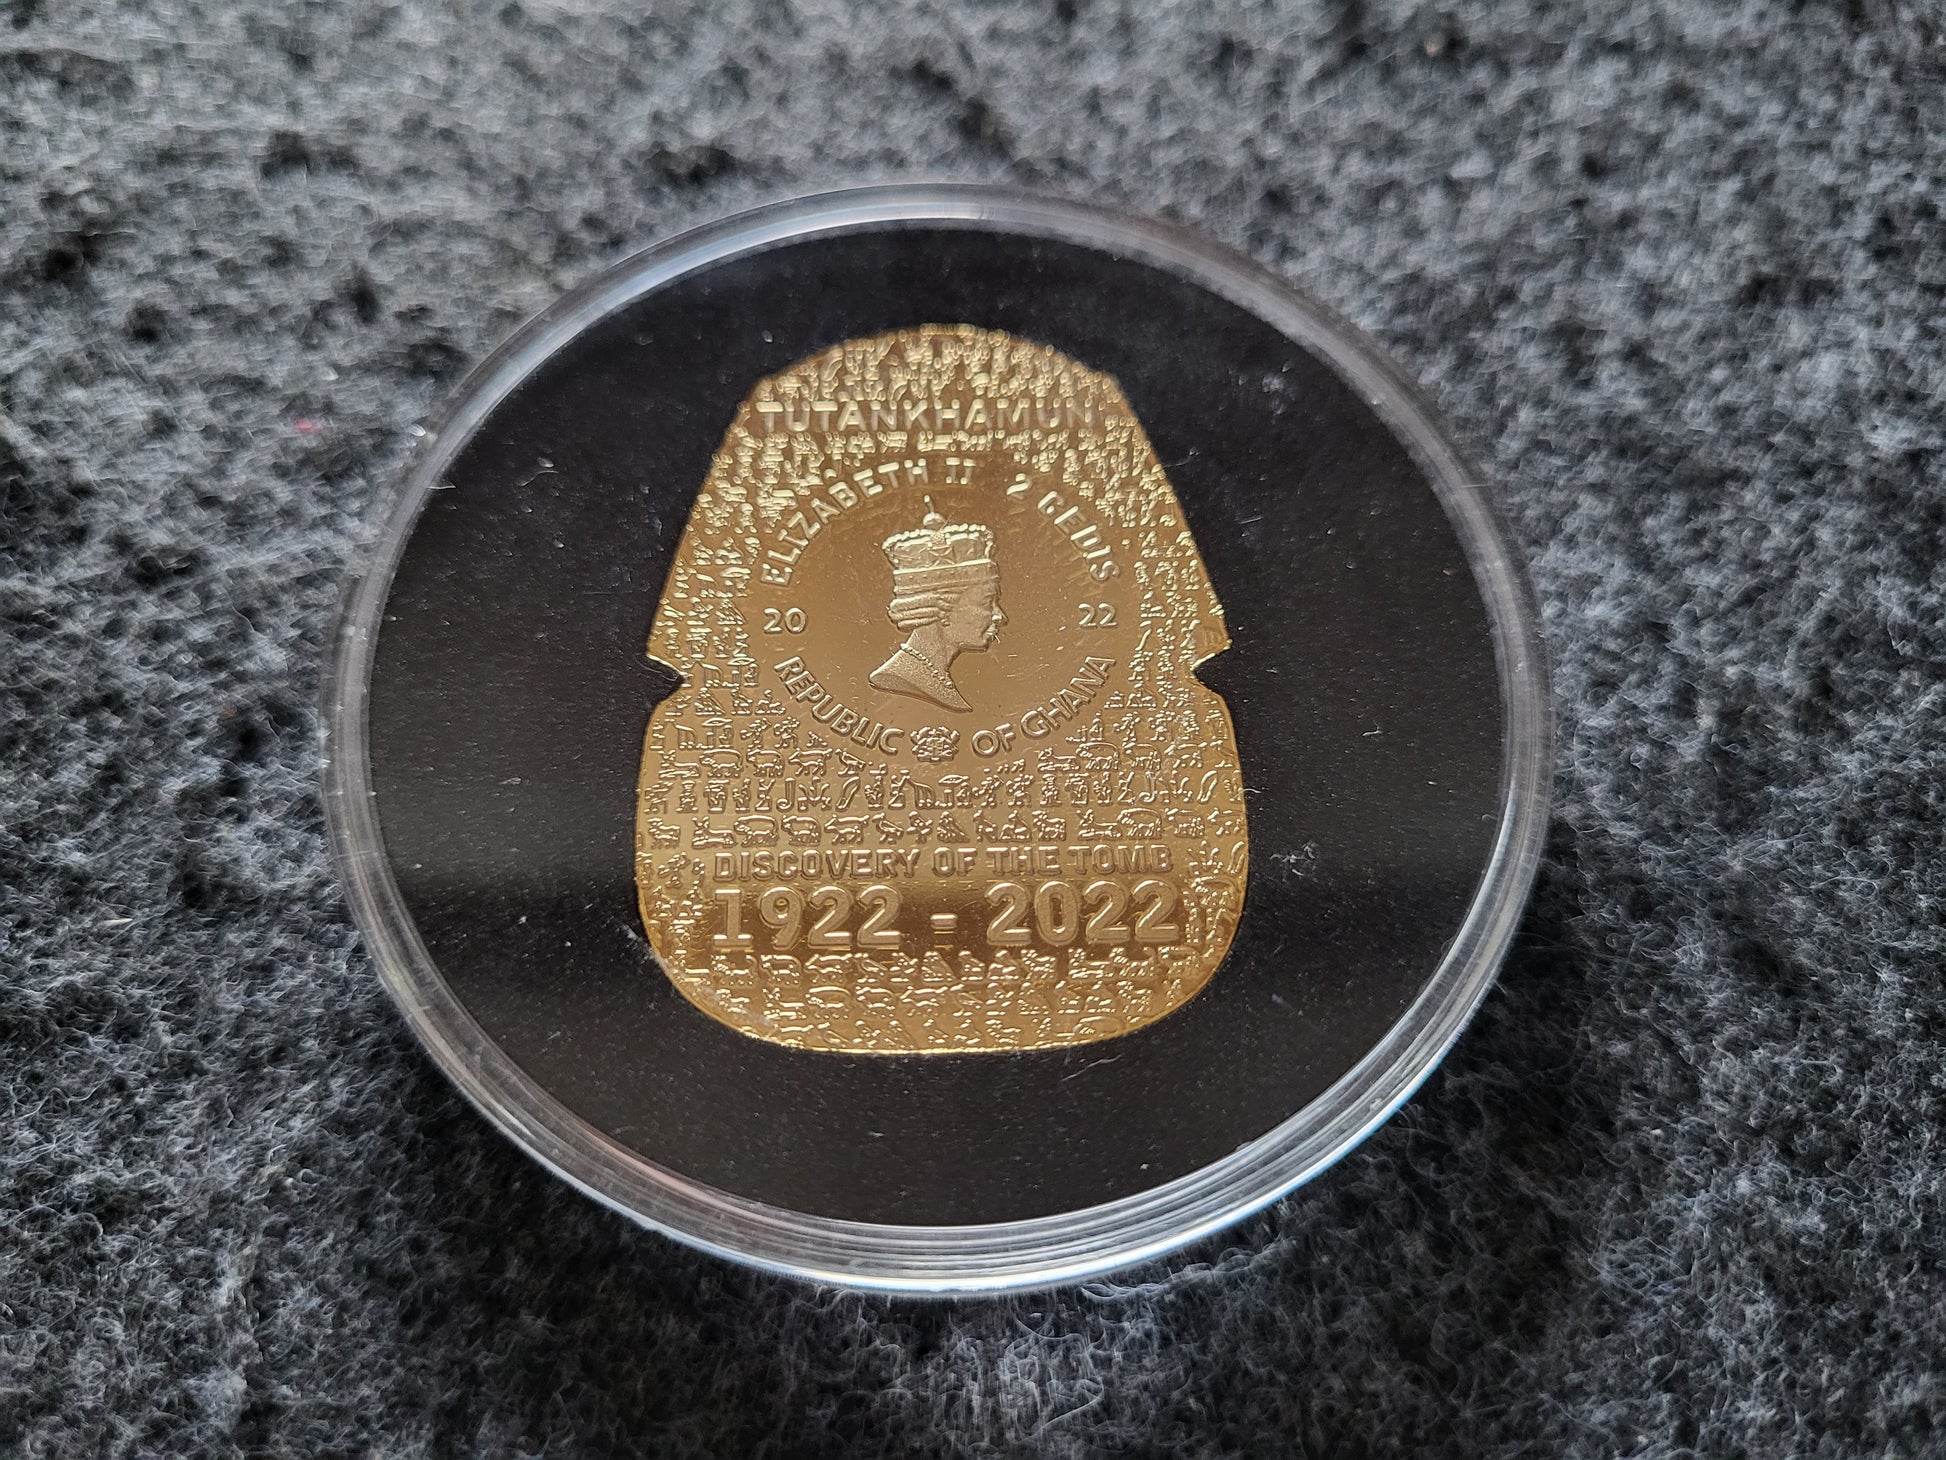 TUTANKHAMUN
ELIZABETH II 2 CEDIS
20 22
REPUBLIC OF GHANA
DISCOVERY OF THE TOMB
1922 - 2022